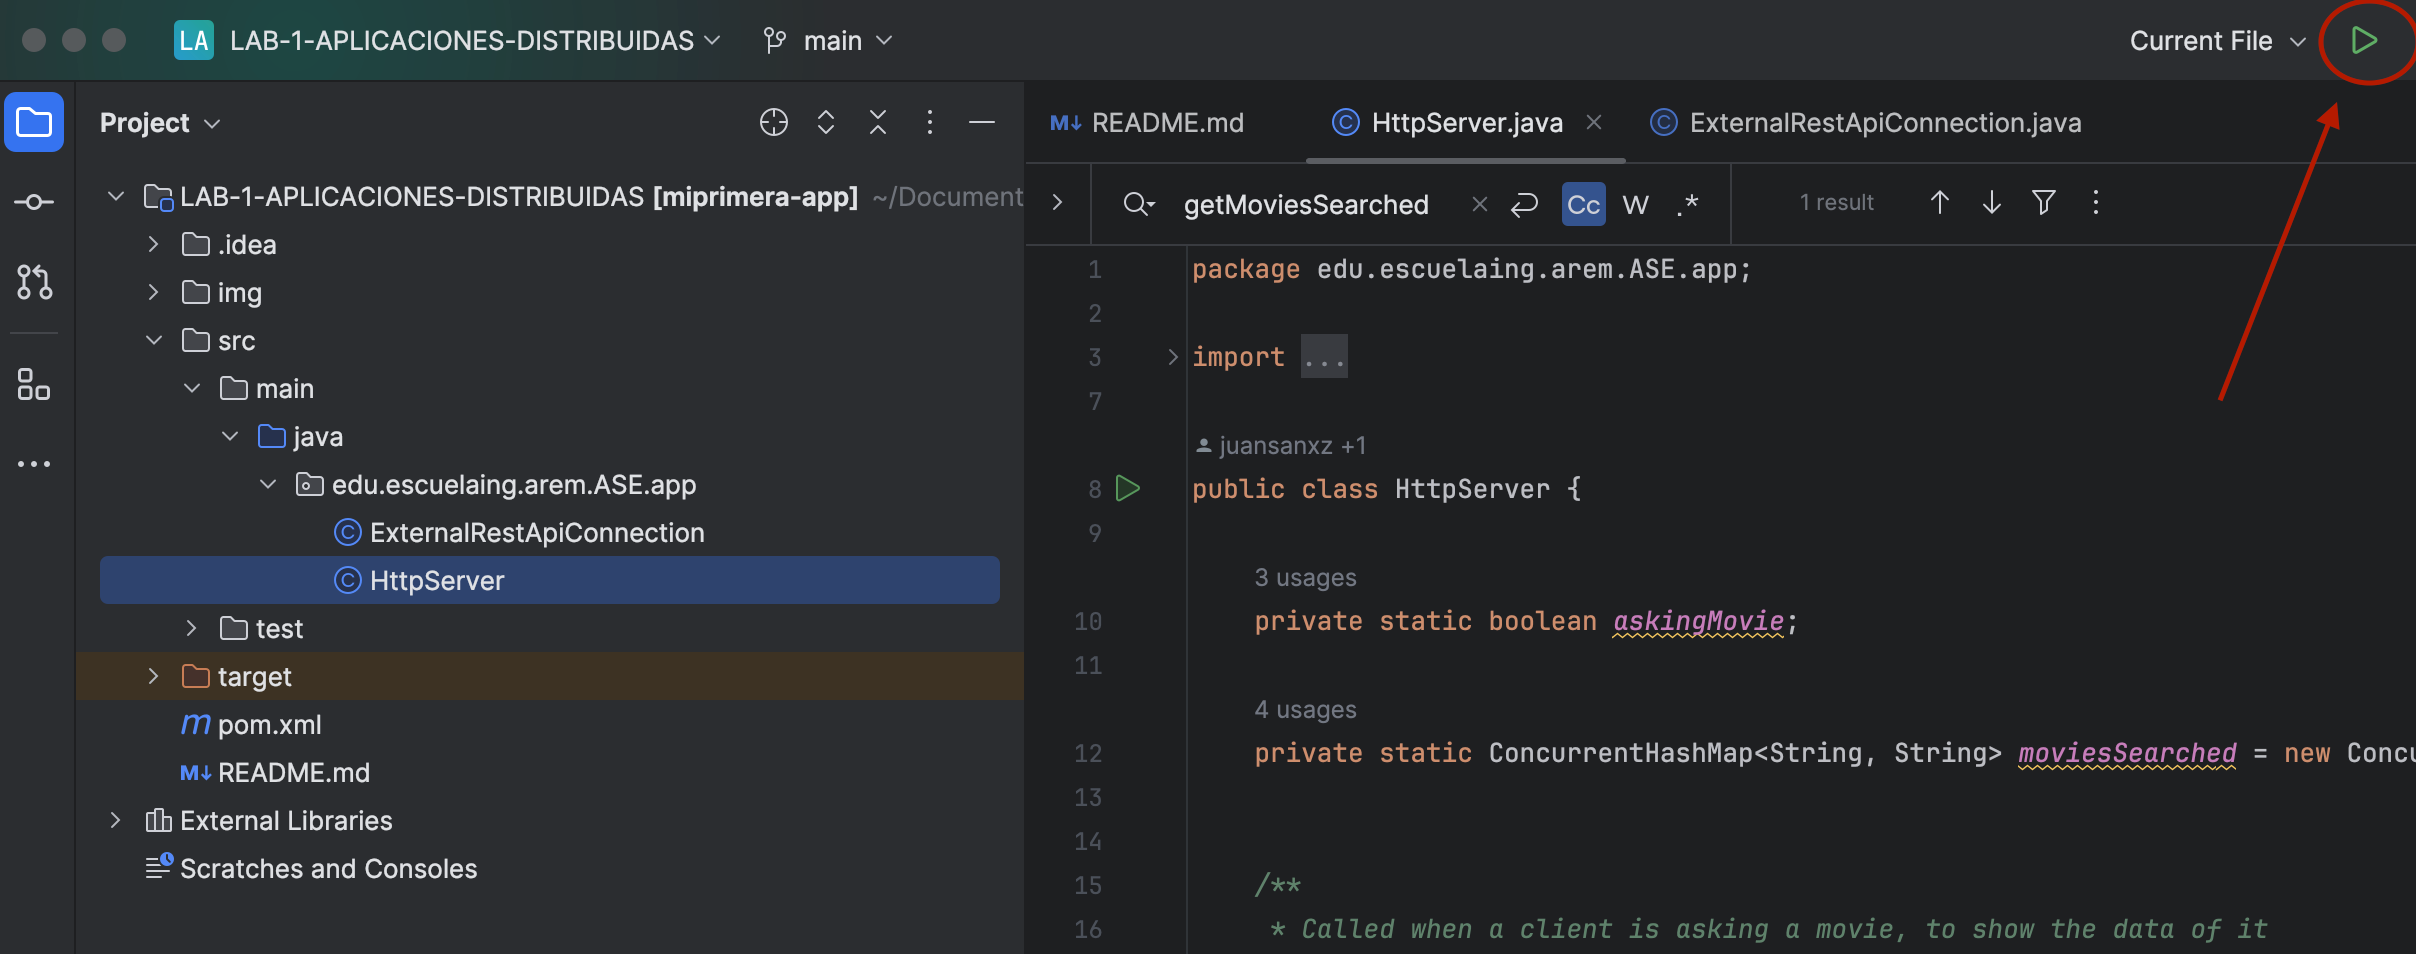 LA LAB-1-APLICACIONES-DISTRIBUIDAS main Current File
Project
LAB-1-APLICACIONES-DISTRIBUIDAS [miprimera-app] ~/Document
.idea
img
src
main
java
edu.escuelaing.arem.ASE.app
ExternalRestApiConnection
HttpServer
test
target
m pom.xml
M↓ README.md
External Libraries
Scratches and Consoles
M↓ README.md HttpServer.java ExternalRestApiConnection.java
getMoviesSearched Cc W .* 1 result
1 package edu.escuelaing.arem.ASE.app;
2
3 import ...
7
juansanxz +1
8 public class HttpServer {
9
3 usages
10 private static boolean askingMovie;
11
4 usages
12 private static ConcurrentHashMap<String, String> moviesSearched = new Concu
13
14
15 /**
16 * Called when a client is asking a movie, to show the data of it